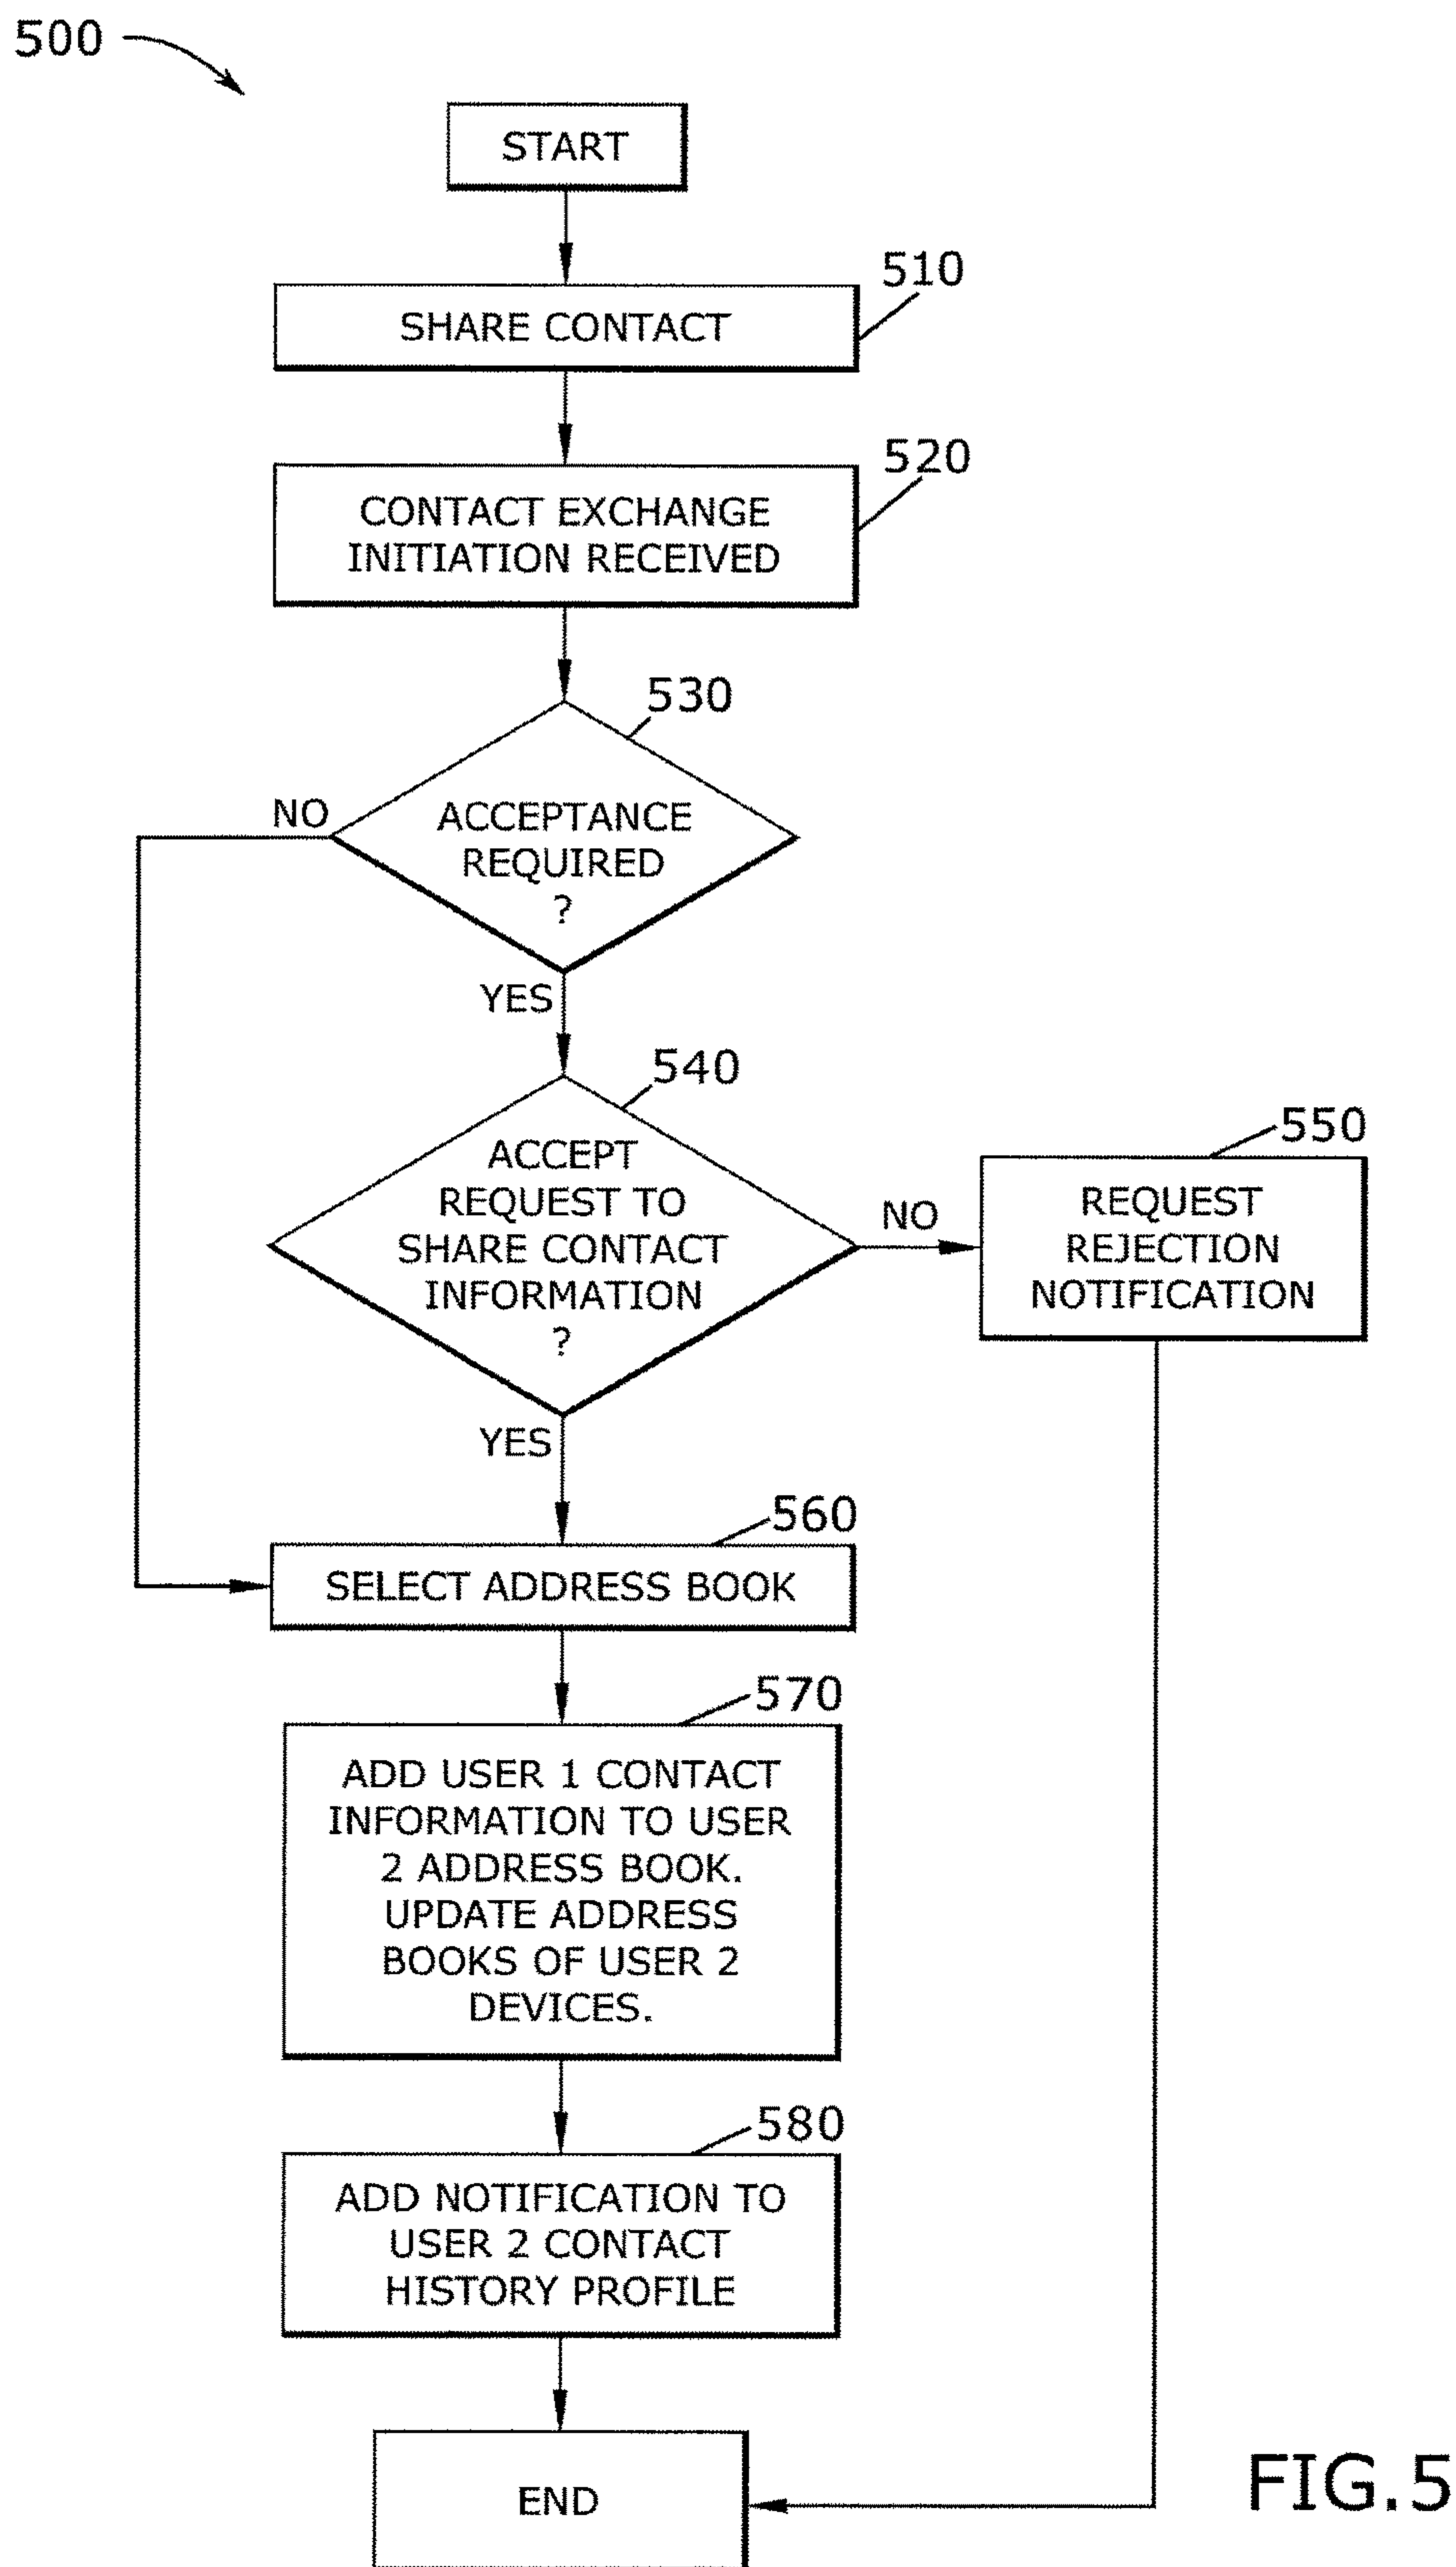 500
START
510
SHARE CONTACT
520
CONTACT EXCHANGE
INITIATION RECEIVED
530
NO
ACCEPTANCE
REQUIRED
?
YES
540
ACCEPT
REQUEST TO
SHARE CONTACT
INFORMATION
?
NO
550
REQUEST
REJECTION
NOTIFICATION
YES
560
SELECT ADDRESS BOOK
570
ADD USER 1 CONTACT
INFORMATION TO USER
2 ADDRESS BOOK.
UPDATE ADDRESS
BOOKS OF USER 2
DEVICES.
580
ADD NOTIFICATION TO
USER 2 CONTACT
HISTORY PROFILE
END
FIG.5